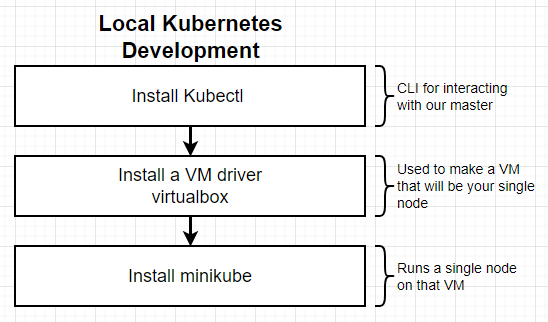 Local Kubernetes
Development
Install Kubectl
CLI for interacting
with our master
Install a VM driver
virtualbox
Used to make a VM
that will be your single
node
Install minikube
Runs a single node
on that VM